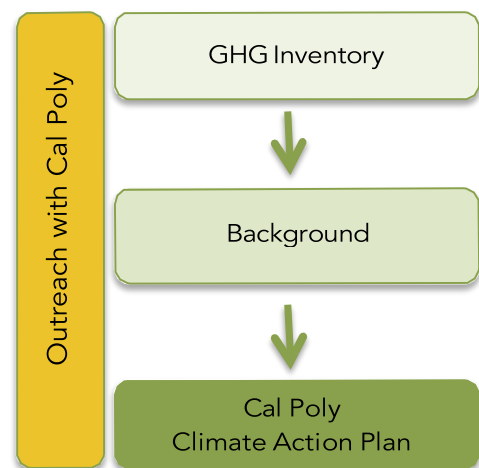 Outreach with Cal Poly
GHG Inventory
Background
Cal Poly
Climate Action Plan